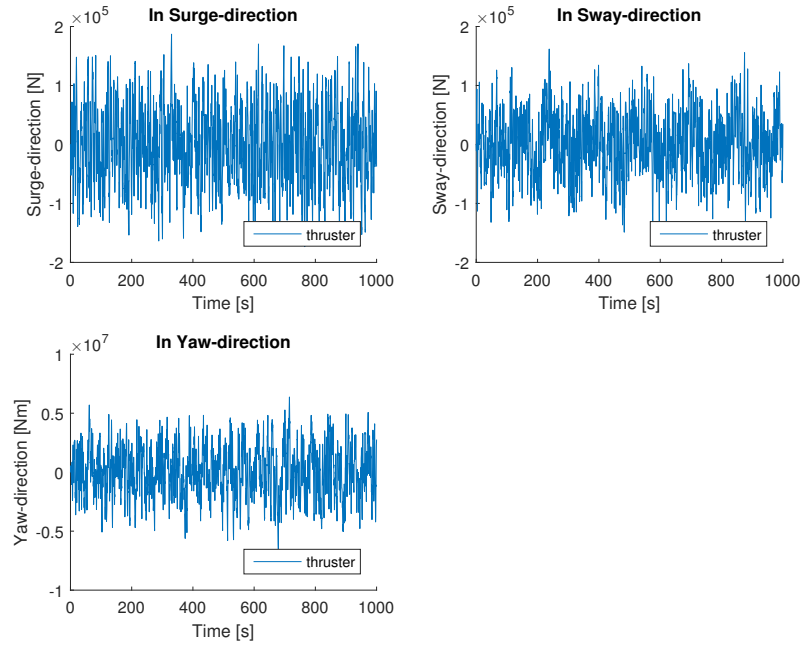 In Surge-direction
×10^5
Surge-direction [N]
2
1
0
-1
-2
thruster
0 200 400 600 800 1000
Time [s]
In Sway-direction
×10^5
Sway-direction [N]
2
1
0
-1
-2
thruster
0 200 400 600 800 1000
Time [s]
In Yaw-direction
×10^7
Yaw-direction [Nm]
1
0.5
0
-0.5
-1
thruster
0 200 400 600 800 1000
Time [s]